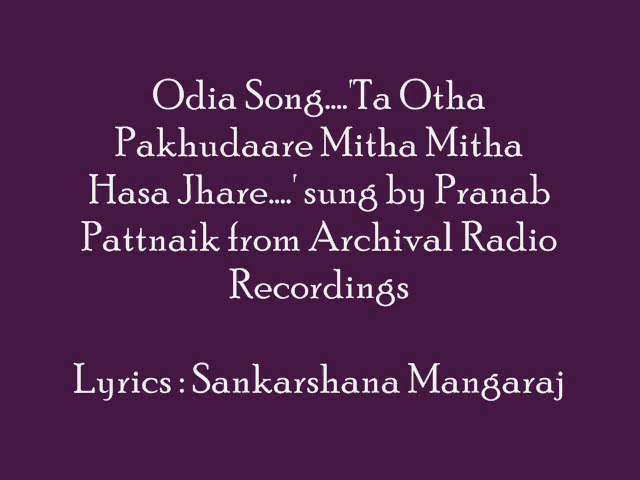 Odia Song....'Ta Otha
Pakhudaare Mitha Mitha
Hasa Jhare....' sung by Pranab
Pattnaik from Archival Radio
Recordings
Lyrics : Sankarshana Mangaraj